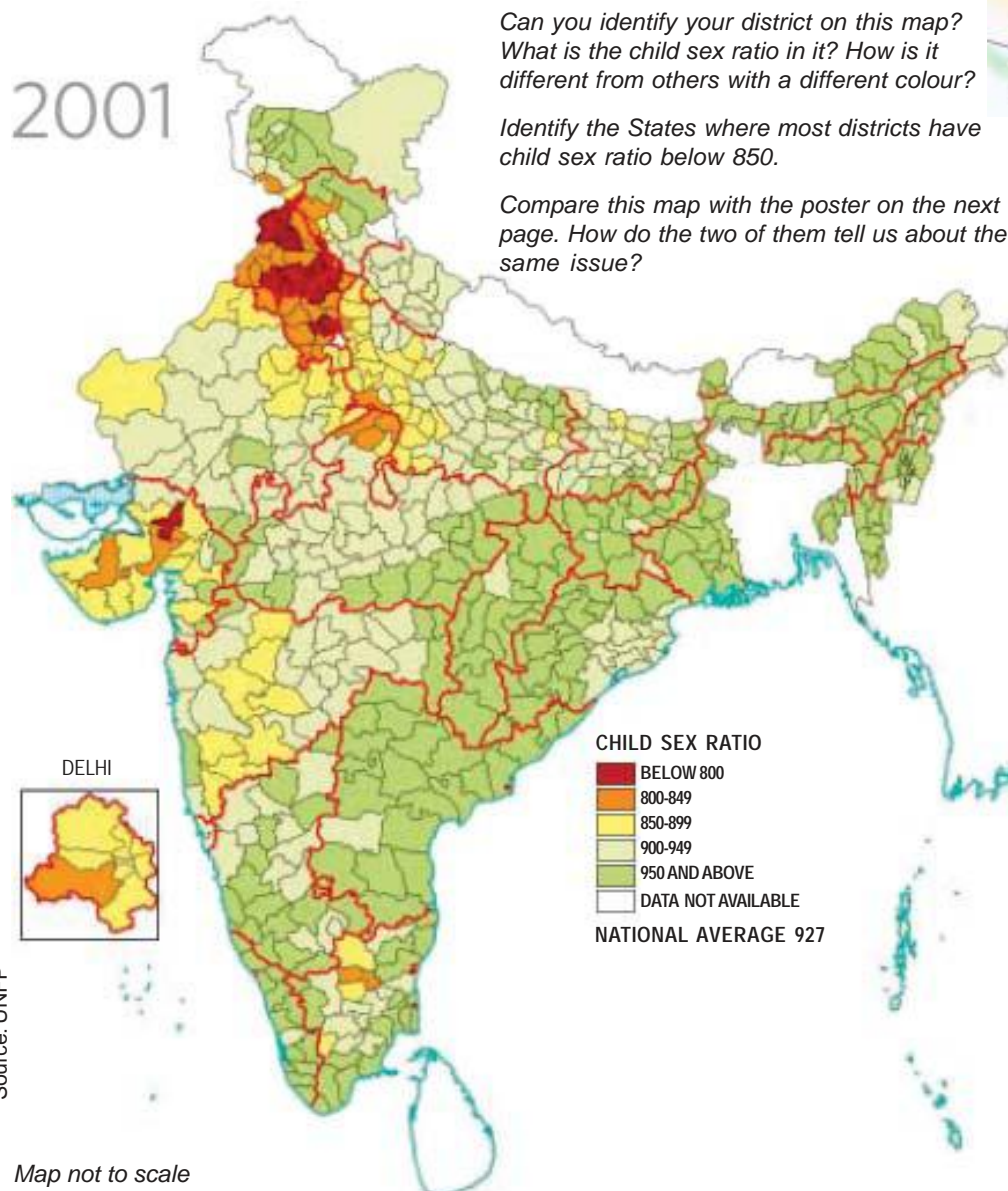 Can you identify your district on this map?
What is the child sex ratio in it? How is it
different from others with a different colour?
Identify the States where most districts have
child sex ratio below 850.
Compare this map with the poster on the next
page. How do the two of them tell us about the
same issue?
2001
CHILD SEX RATIO
BELOW 800
800-849
850-899
900-949
950 AND ABOVE
DATA NOT AVAILABLE
NATIONAL AVERAGE 927
DELHI
Source:
Map not to scale